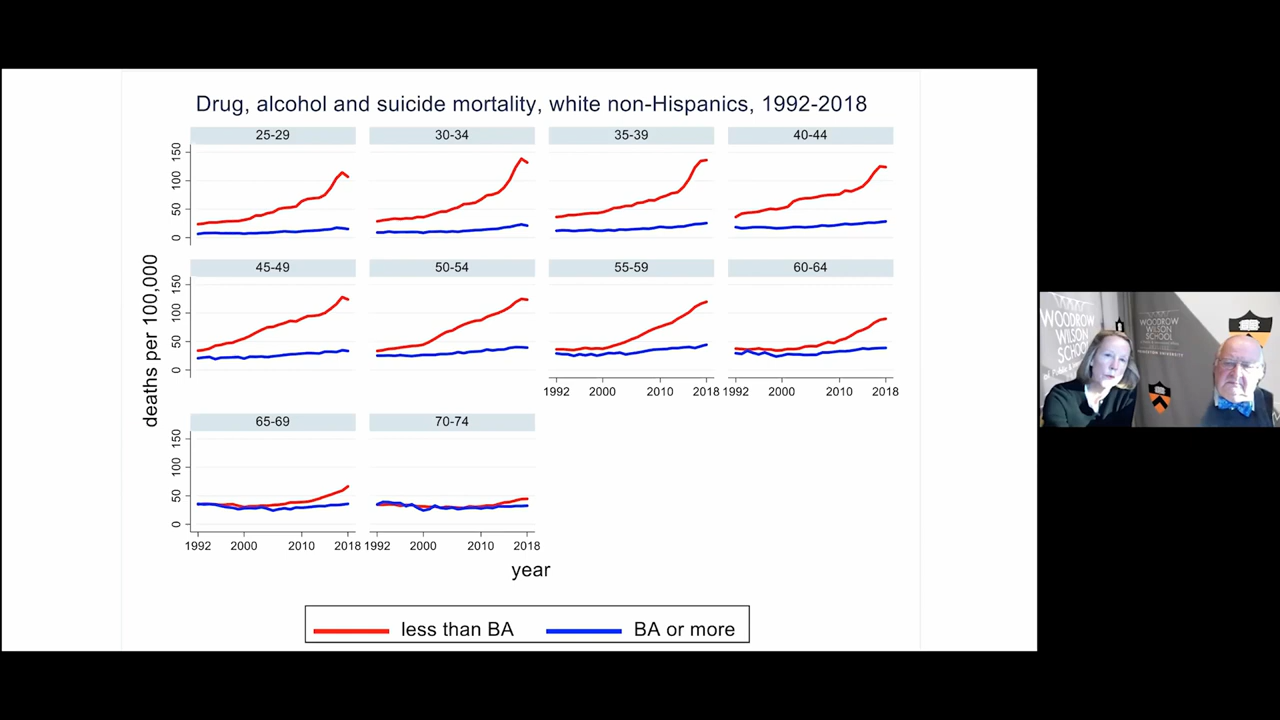 Drug, alcohol and suicide mortality, white non-Hispanics, 1992-2018
25-29 30-34 35-39 40-44
150
100
50
0
45-49 50-54 55-59 60-64
150
100
50
0
1992 2000 2010 2018 1992 2000 2010 2018
65-69 70-74
150
100
50
0
1992 2000 2010 2018 1992 2000 2010 2018
deaths per 100,000
year
less than BA BA or more
WOODROW
WILSON
SCHOOL
WOODROW
WILSON
SCHOOL